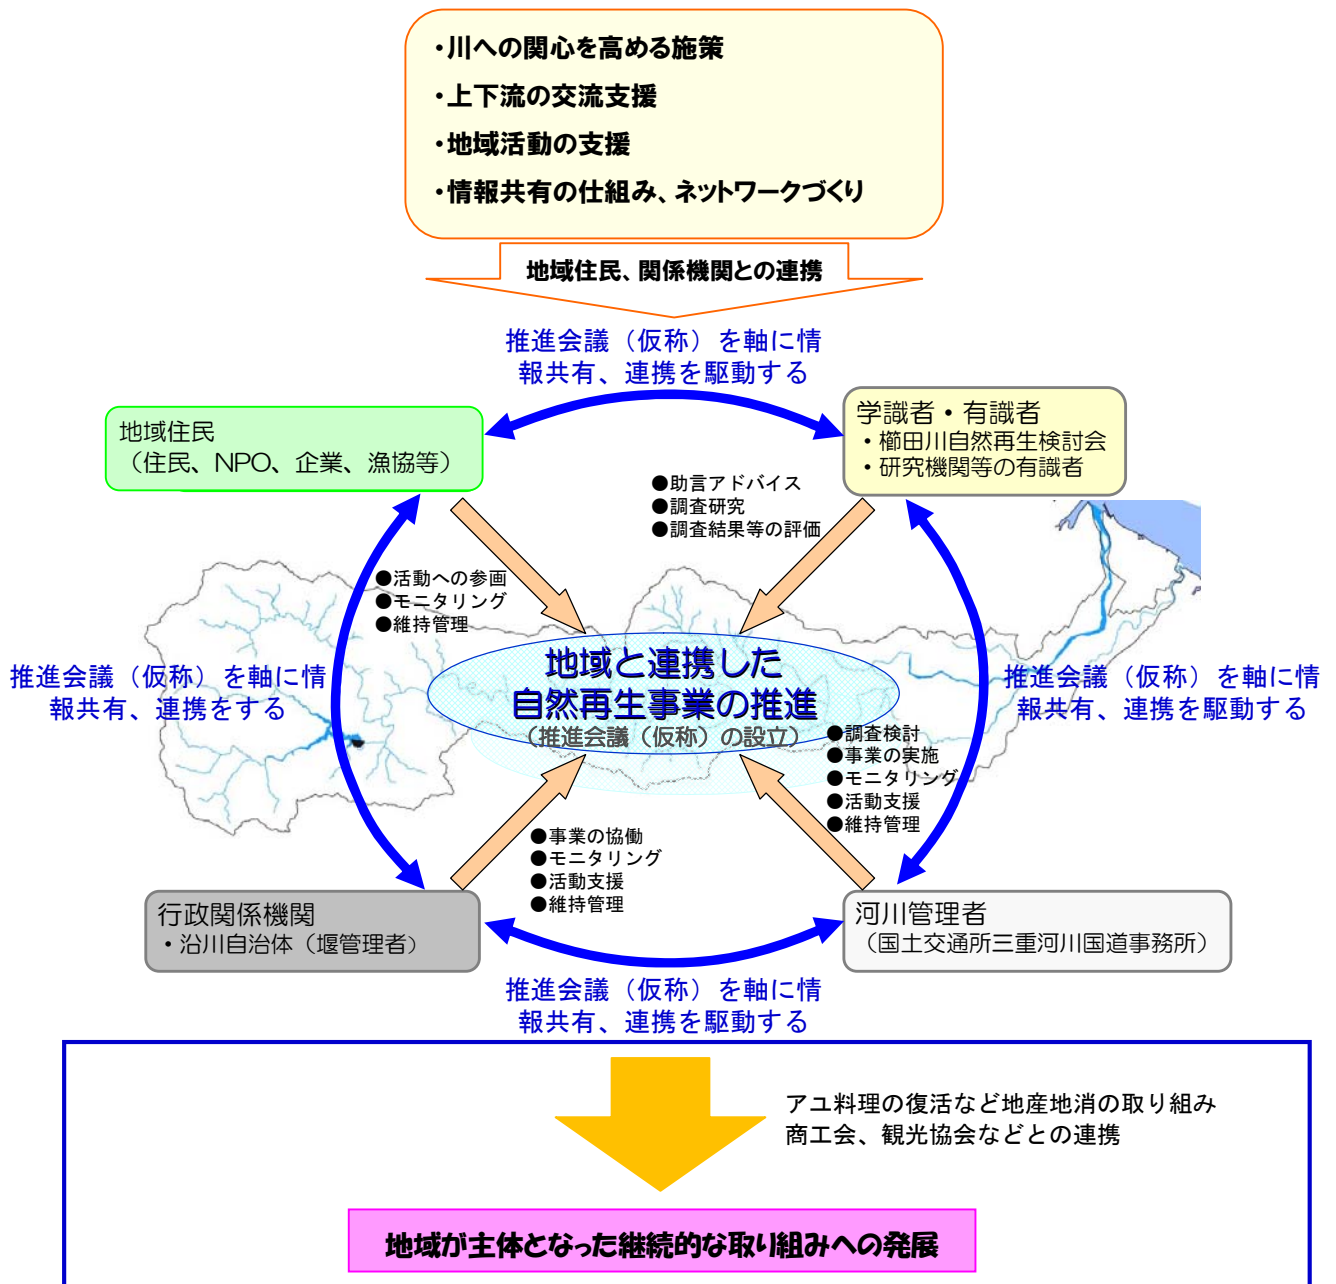 ・川への関心を高める施策
・上下流の交流支援
・地域活動の支援
・情報共有の仕組み、ネットワークづくり
地域住民、関係機関との連携
推進会議（仮称）を軸に情
報共有、連携を駆動する
地域住民
（住民、NPO、企業、漁協等）
学識者・有識者
・櫛田川自然再生検討会
・研究機関等の有識者
●助言アドバイス
●調査研究
●調査結果等の評価
●活動への参画
●モニタリング
●維持管理
推進会議（仮称）を軸に情
報共有、連携をする
地域と連携した
自然再生事業の推進
（推進会議（仮称）の設立）
推進会議（仮称）を軸に情
報共有、連携を駆動する
●調査検討
●事業の実施
●モニタリング
●活動支援
●維持管理
●事業の協働
●モニタリング
●活動支援
●維持管理
行政関係機関
・沿川自治体（堰管理者）
河川管理者
（国土交通所三重河川国道事務所）
推進会議（仮称）を軸に情
報共有、連携を駆動する
アユ料理の復活など地産地消の取り組み
商工会、観光協会などとの連携
地域が主体となった継続的な取り組みへの発展